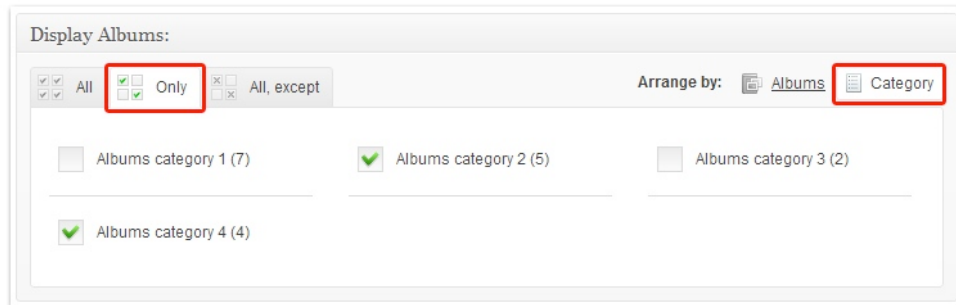 Display Albums:
All Only All, except Arrange by: Albums Category
Albums category 1 (7) Albums category 2 (5) Albums category 3 (2)
Albums category 4 (4)